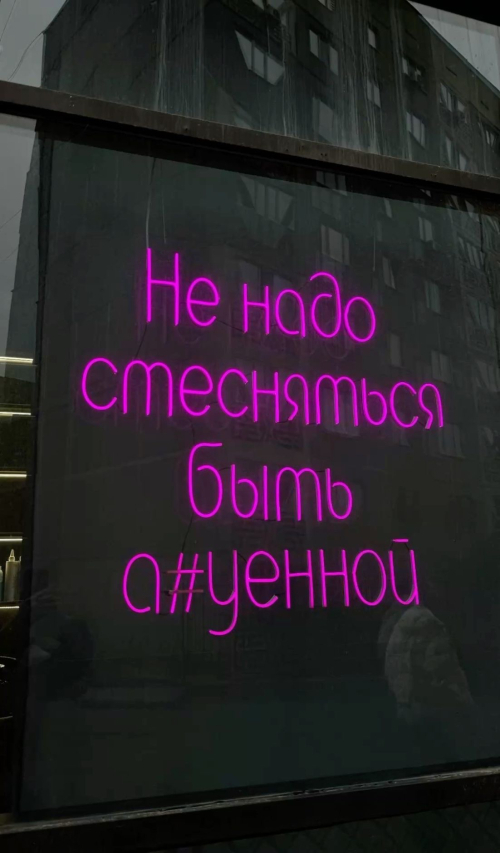 Не надо
стесняться
быть
а#уенной